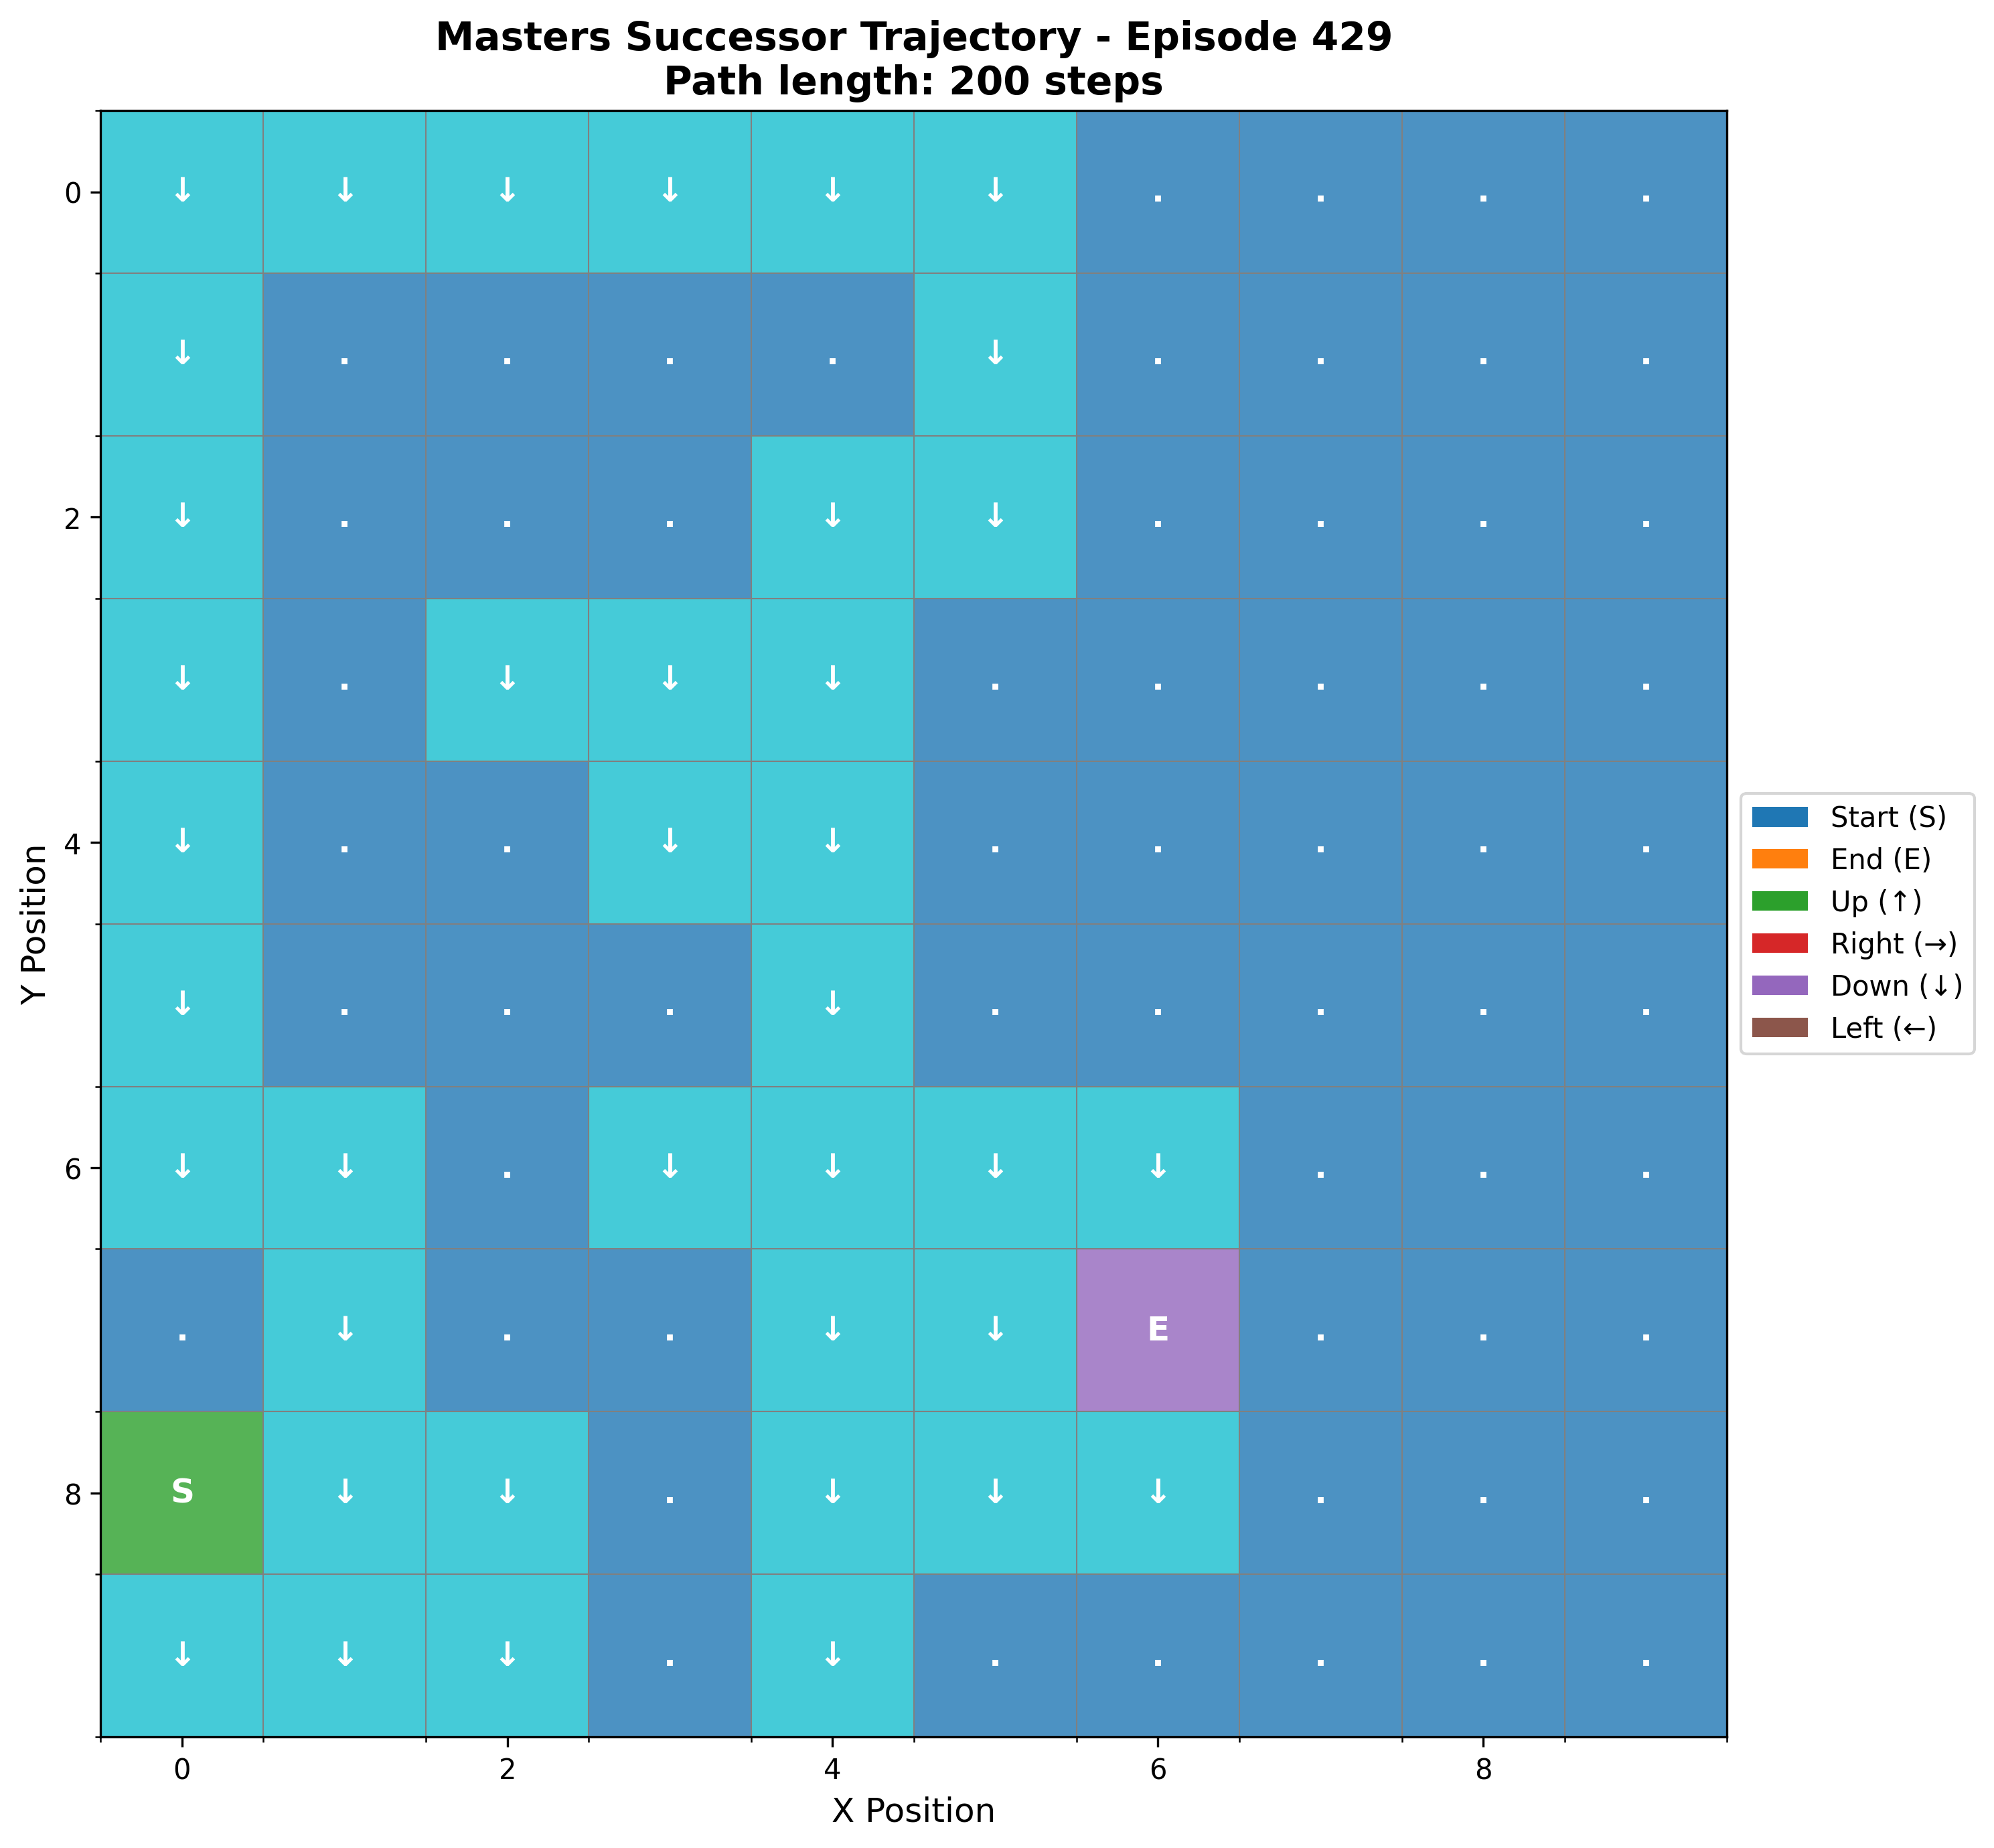 Masters Successor Trajectory - Episode 429
Path length: 200 steps
0 ↓ ↓ ↓ ↓ ↓ ↓ . . . .
↓ . . . . ↓ . . . .
2 ↓ . . . ↓ ↓ . . . .
↓ . ↓ ↓ ↓ . . . . .
4 ↓ . . ↓ ↓ . . . . .
↓ . . . ↓ . . . . .
6 ↓ ↓ . ↓ ↓ ↓ ↓ . . .
. ↓ . . ↓ ↓ E . . .
8 S ↓ ↓ . ↓ ↓ ↓ . . .
↓ ↓ ↓ . ↓ . . . . .
0 2 4 6 8
X Position
Y Position
Start (S)
End (E)
Up (↑)
Right (→)
Down (↓)
Left (←)